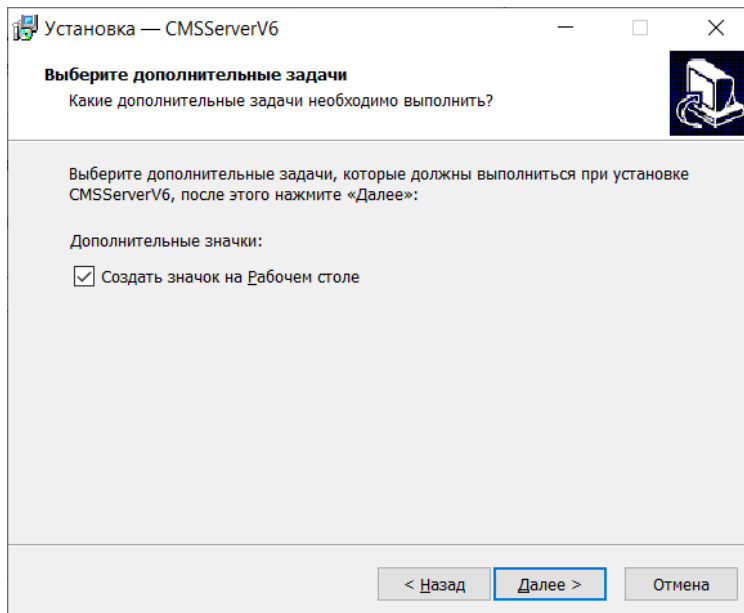 Установка — CMSServerV6
Выберите дополнительные задачи
Какие дополнительные задачи необходимо выполнить?
Выберите дополнительные задачи, которые должны выполниться при установке
CMSServerV6, после этого нажмите «Далее»:
Дополнительные значки:
Создать значок на Рабочем столе
< Назад Далее > Отмена